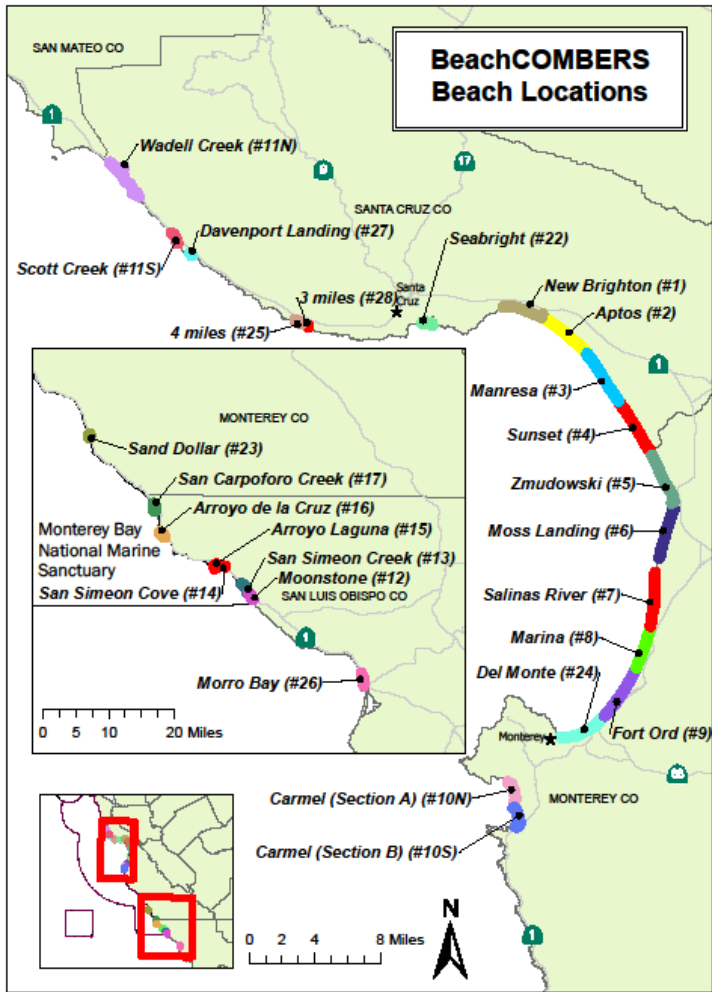 SAN MATEO CO
BeachCOMBERS
Beach Locations
1
Wadell Creek (#11N)
17
9
SANTA CRUZ CO
Davenport Landing (#27)
Seabright (#22)
Scott Creek (#11S)
3 miles (#28)
Santa
Cruz
New Brighton (#1)
Aptos (#2)
4 miles (#25)
1
Manresa (#3)
MONTEREY CO
Sunset (#4)
Sand Dollar (#23)
San Carpoforo Creek (#17)
Zmudowski (#5)
Arroyo de la Cruz (#16)
Arroyo Laguna (#15)
Moss Landing (#6)
Monterey Bay
National Marine
Sanctuary
San Simeon Creek (#13)
Moonstone (#12)
San Simeon Cove (#14)
SAN LUIS OBISPO CO
Salinas River (#7)
1
Marina (#8)
Morro Bay (#26)
Del Monte (#24)
0 5 10 20 Miles
Monterey
Fort Ord (#9)
Carmel (Section A) (#10N)
MONTEREY CO
Carmel (Section B) (#10S)
N
0 2 4 8 Miles
1